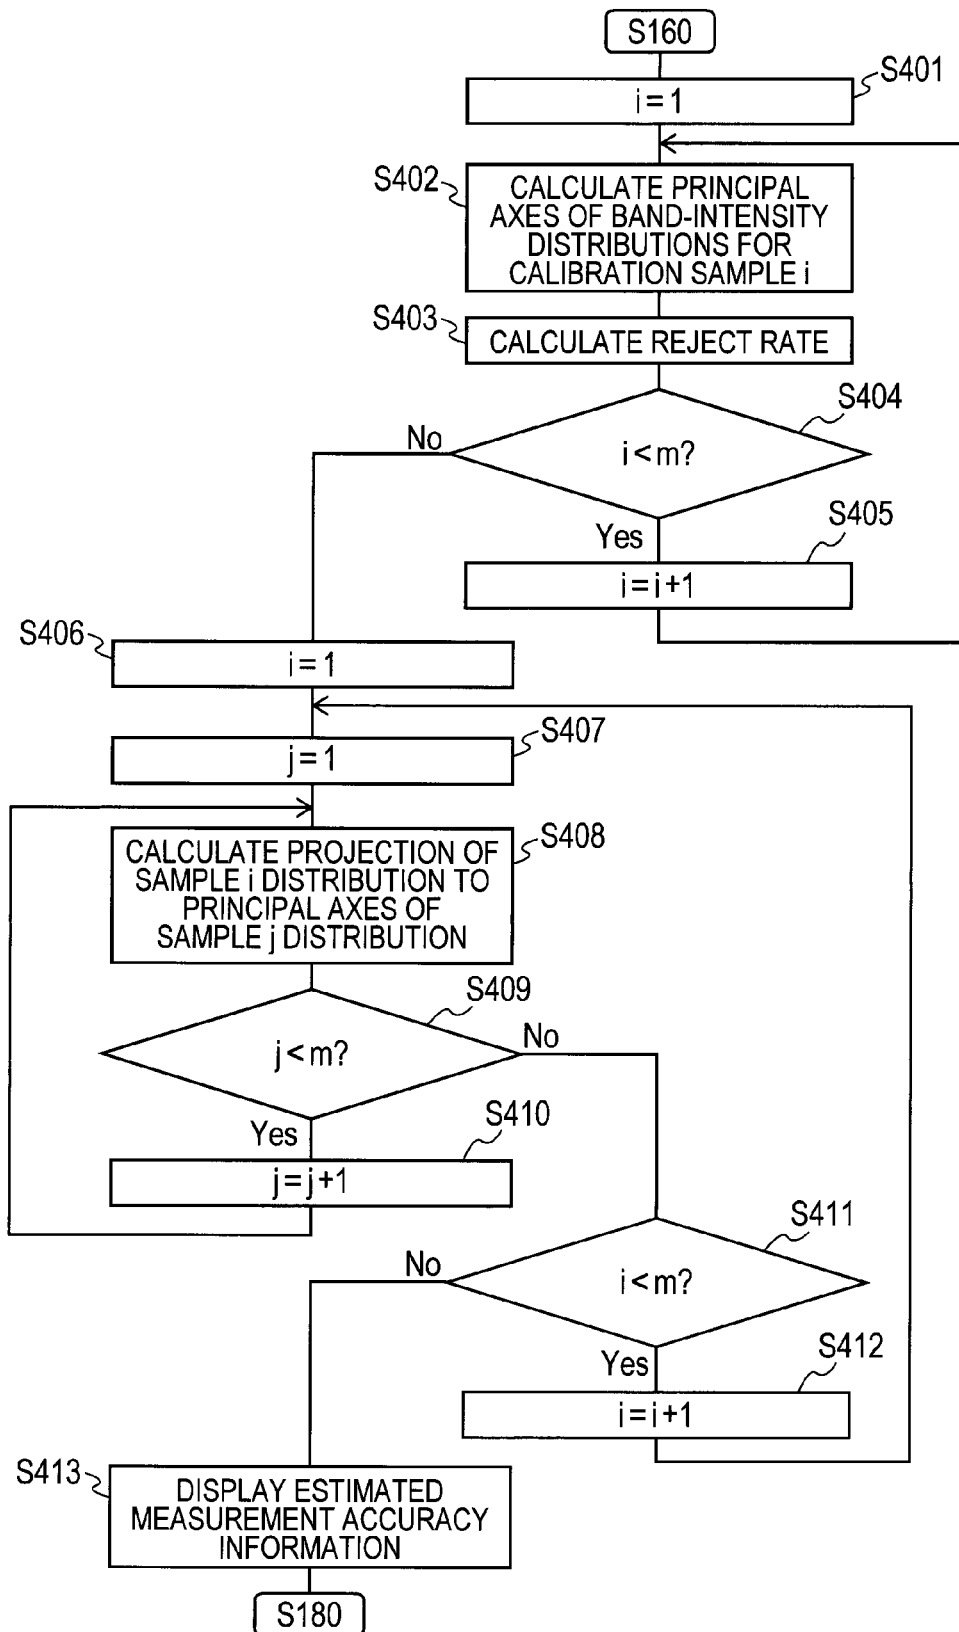 S160
S401
i=1
S402
CALCULATE PRINCIPAL
AXES OF BAND-INTENSITY
DISTRIBUTIONS FOR
CALIBRATION SAMPLE i
S403
CALCULATE REJECT RATE
S404
No
i<m?
S405
Yes
i=i+1
S406
i=1
S407
j=1
S408
CALCULATE PROJECTION OF
SAMPLE i DISTRIBUTION TO
PRINCIPAL AXES OF
SAMPLE j DISTRIBUTION
S409
No
j<m?
S410
Yes
j=j+1
S411
No
i<m?
S412
Yes
i=i+1
S413
DISPLAY ESTIMATED
MEASUREMENT ACCURACY
INFORMATION
S180